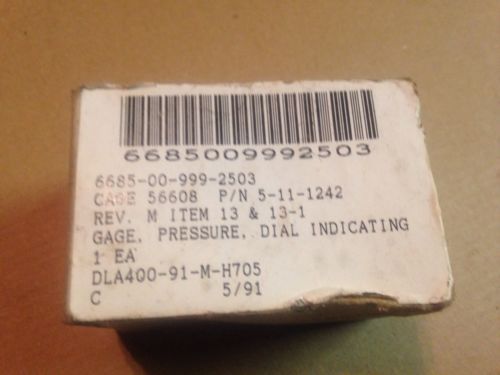 6685009992503
6685-00-999-2503
CAGE 56608 P/N 5-11-1242
REV. M ITEM 13 & 13-1
GAGE, PRESSURE, DIAL INDICATING
1 EA
DLA400-91-M-H705
C 5/91